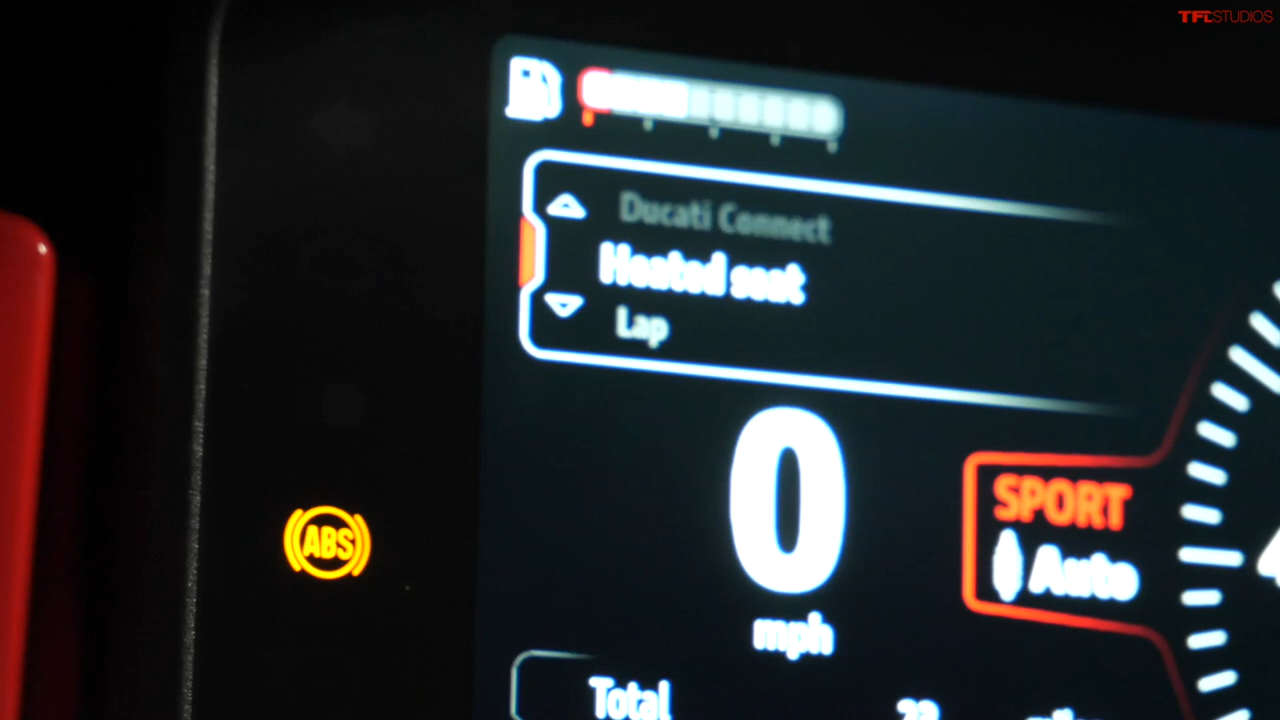 TFLSTUDIOS
Ducati Connect
Heated seat
Lap
0
mph
SPORT
Auto
ABS
Total